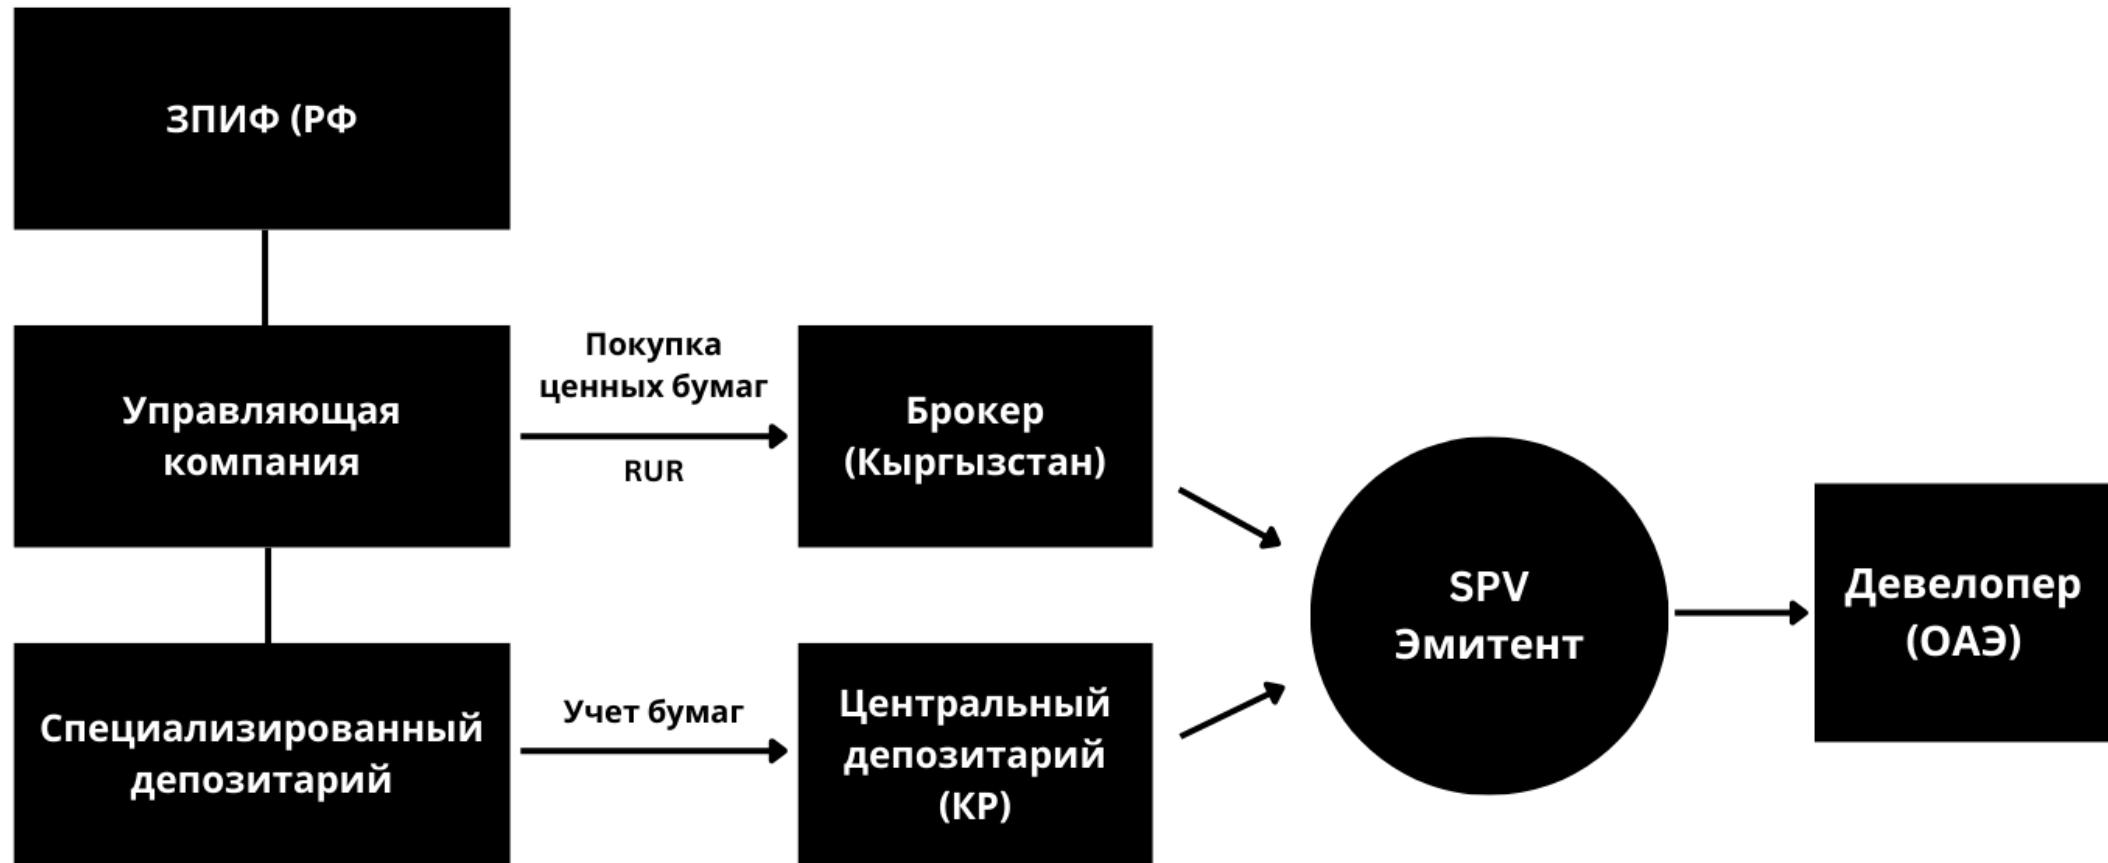 ЗПИФ (РФ
Управляющая
компания
Покупка
ценных бумаг
RUR
Брокер
(Кыргызстан)
Специализированный
депозитарий
Учет бумаг
Центральный
депозитарий
(КР)
SPV
Эмитент
Девелопер
(ОАЭ)